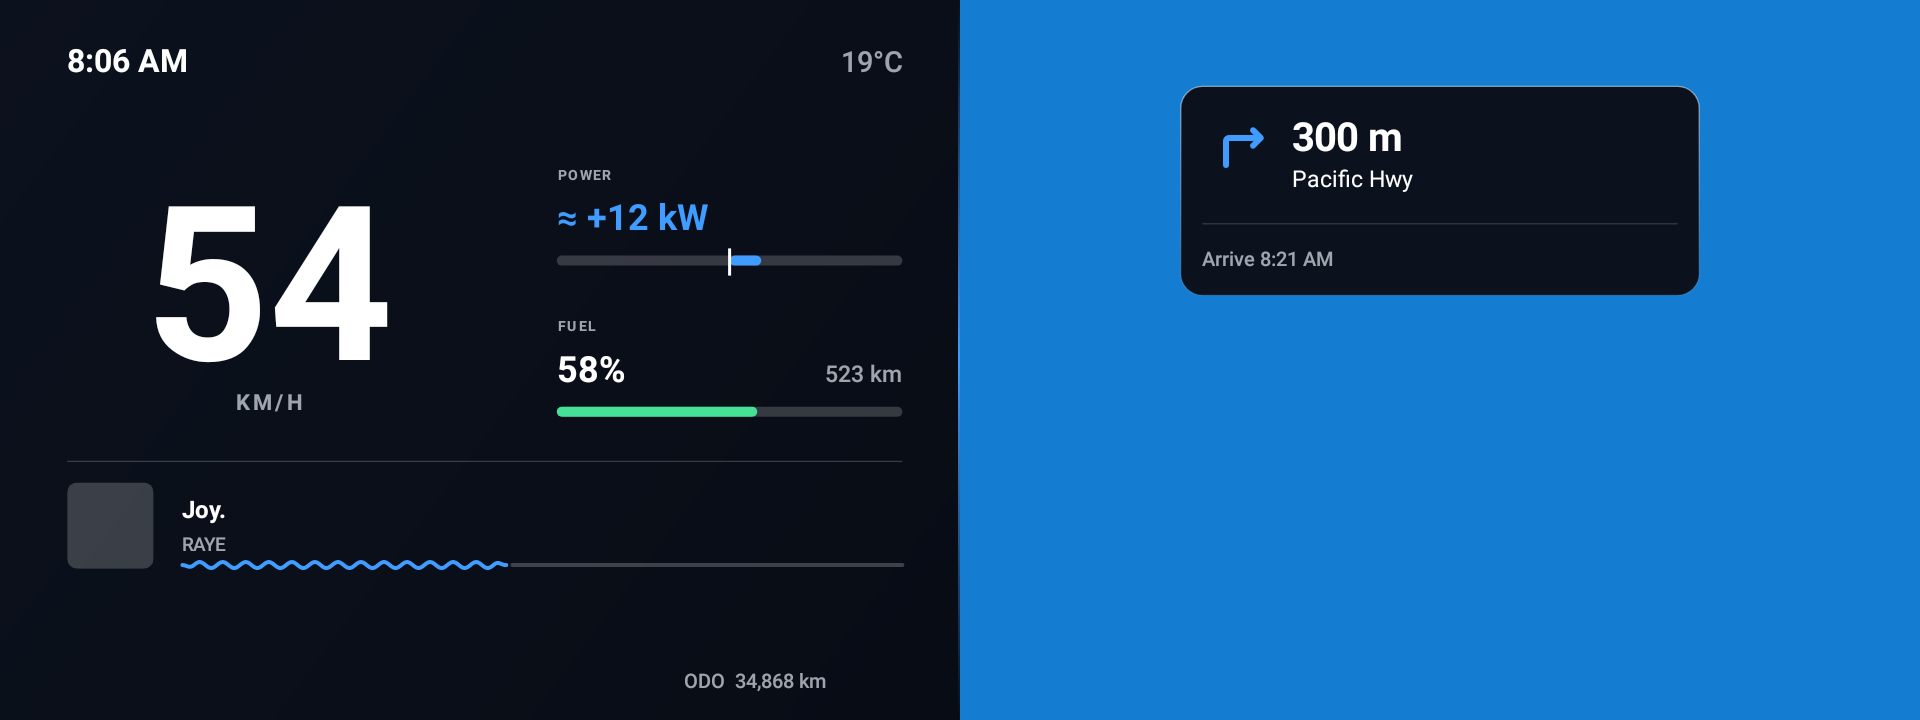 8:06 AM
19°C
54
KM/H
POWER
≈ +12 kW
FUEL
58%
523 km
Joy.
RAYE
ODO 34,868 km
300 m
Pacific Hwy
Arrive 8:21 AM